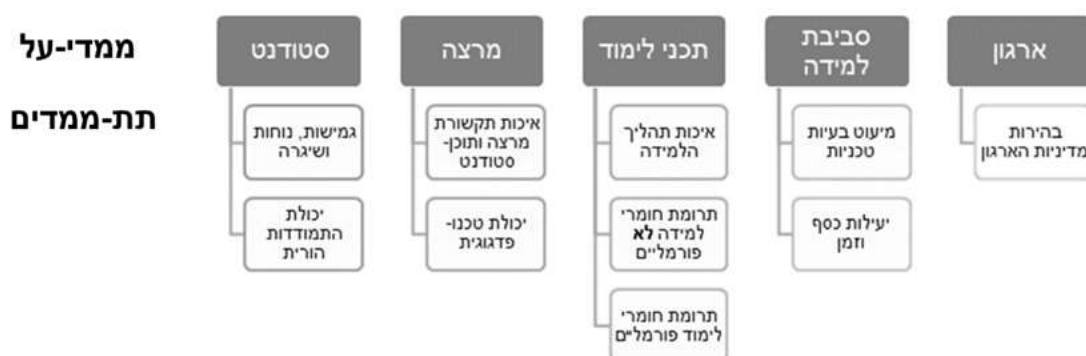 ממדי-על
ארגון
סביבת
למידה
תכני לימוד
מרצה
סטודנט
תת-ממדים
בהירות
מדיניות הארגון
מיעוט בעיות
טכניות
יעילות כסף
וזמן
איכות תהליך
הלמידה
תרומת חומרי
למידה לא
פורמליים
תרומת חומרי
לימוד פורמליים
איכות תקשורת
מרצה ותוכן-
סטודנט
יכולת טכנו-
פדגוגית
גמישות, נוחות
ושיגרה
יכולת
התמודדות
הורית